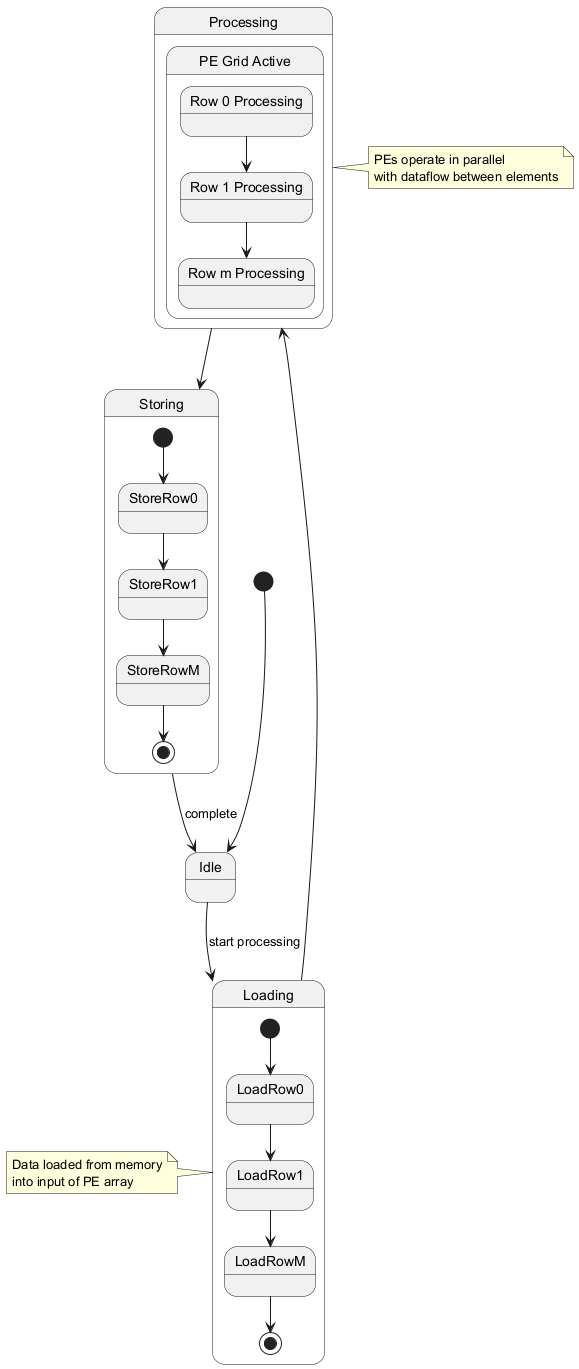 Processing
PE Grid Active
Row 0 Processing
Row 1 Processing
Row m Processing
PEs operate in parallel
with dataflow between elements
Storing
StoreRow0
StoreRow1
StoreRowM
complete
Idle
start processing
Loading
LoadRow0
LoadRow1
LoadRowM
Data loaded from memory
into input of PE array